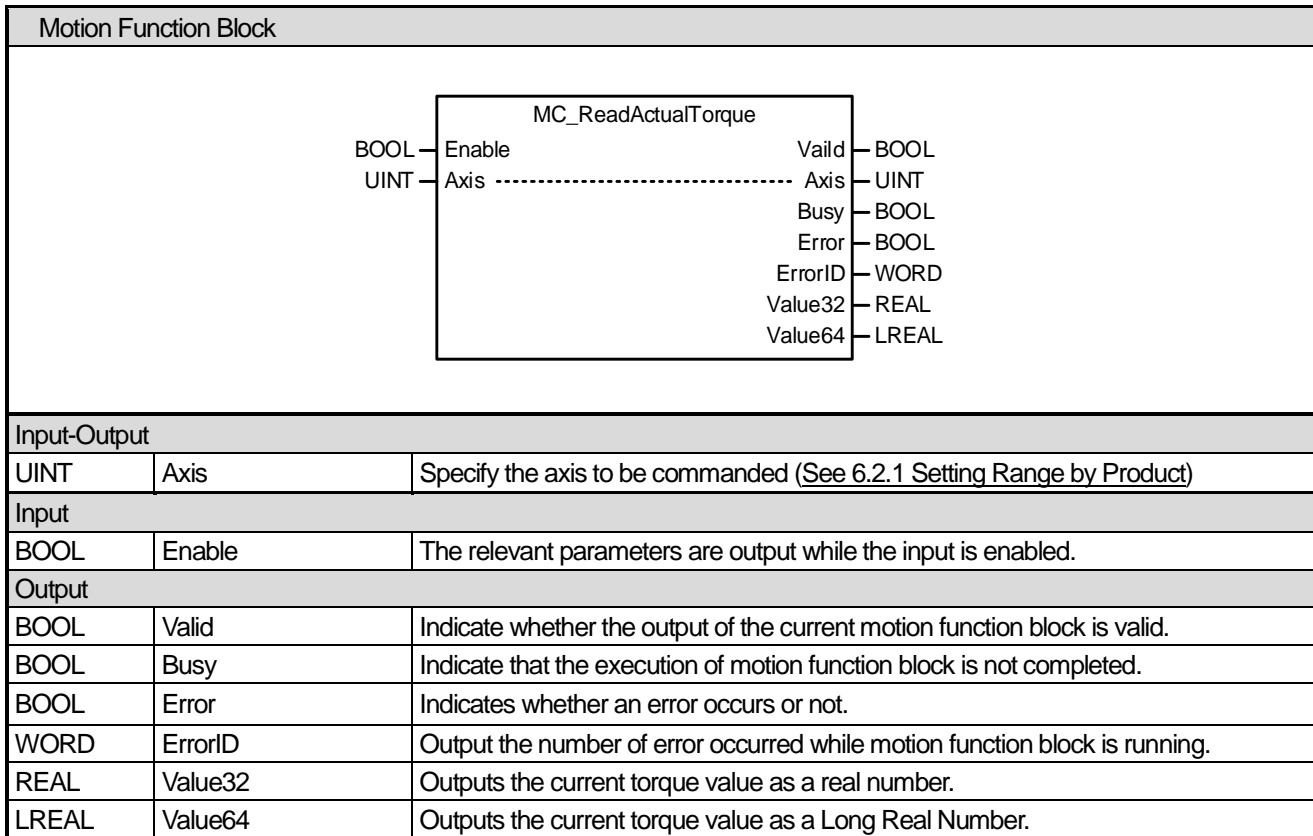 Motion Function Block
MC_ReadActualTorque
BOOL Enable Vaild BOOL
UINT Axis Axis UINT
Busy BOOL
Error BOOL
ErrorID WORD
Value32 REAL
Value64 LREAL
Input-Output
UINT Axis Specify the axis to be commanded (See 6.2.1 Setting Range by Product)
Input
BOOL Enable The relevant parameters are output while the input is enabled.
Output
BOOL Valid Indicate whether the output of the current motion function block is valid.
BOOL Busy Indicate that the execution of motion function block is not completed.
BOOL Error Indicates whether an error occurs or not.
WORD ErrorID Output the number of error occurred while motion function block is running.
REAL Value32 Outputs the current torque value as a real number.
LREAL Value64 Outputs the current torque value as a Long Real Number.